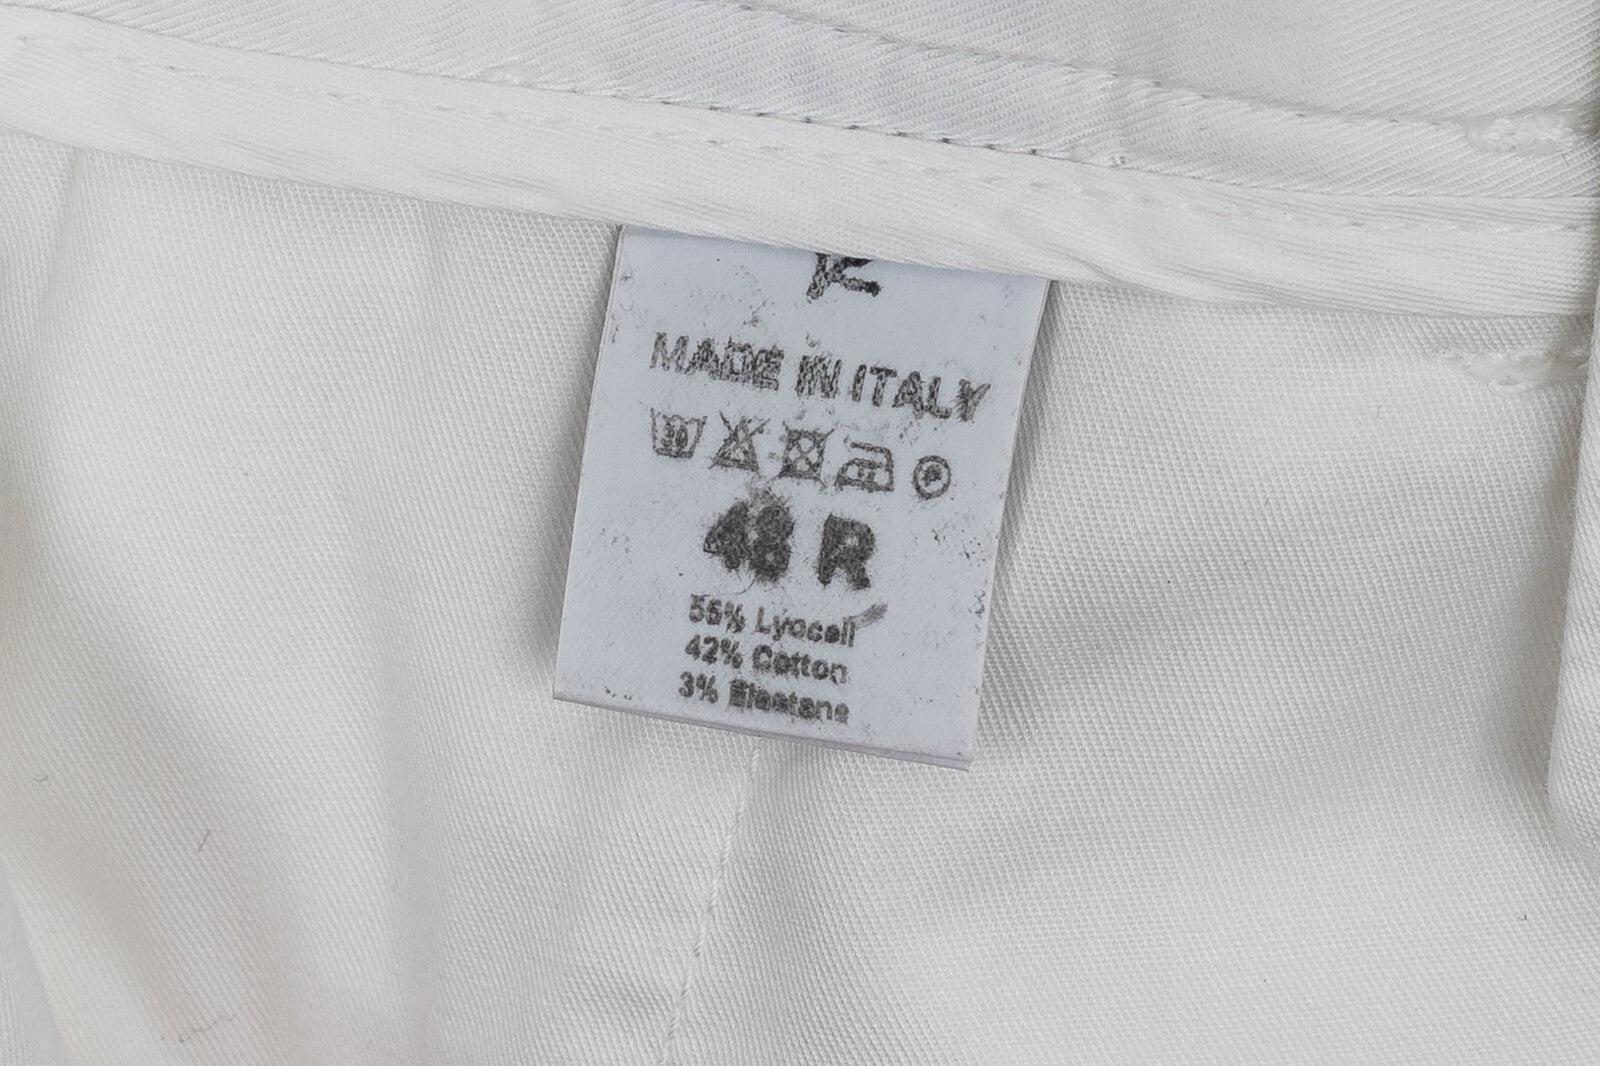 MADE IN ITALY
48 R
55% Lyocell
42% Cotton
3% Elastane